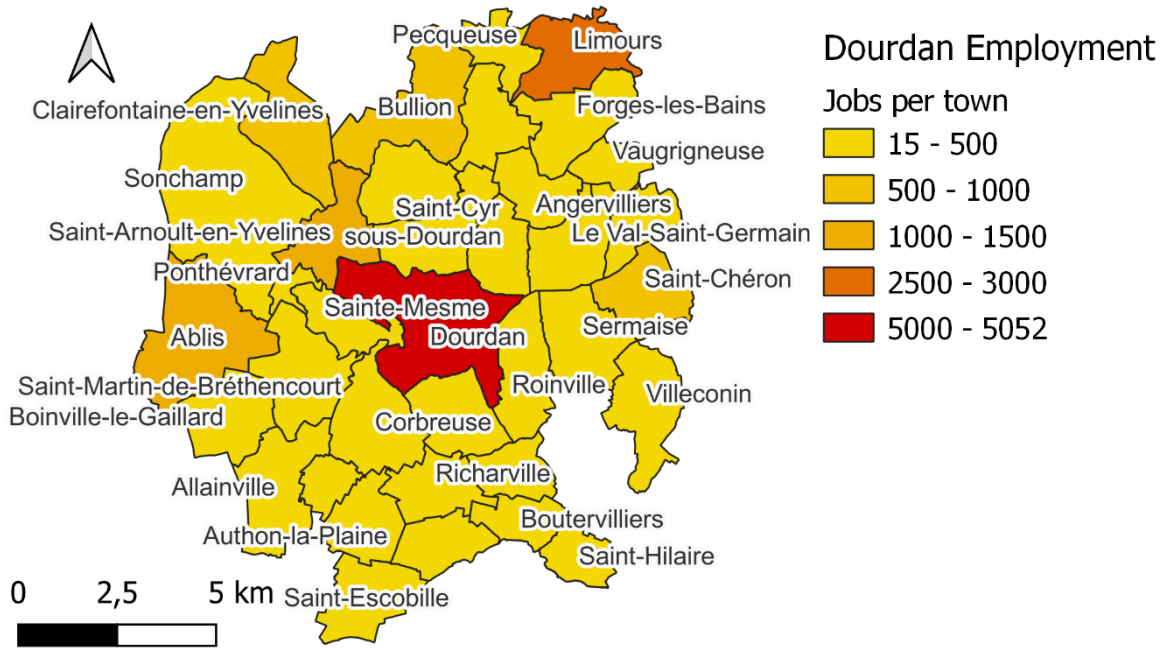 Pecqueuse
Limours
Clairefontaine-en-Yvelines
Bullion
Forges-les-Bains
Vaugrigneuse
Sonchamp
Saint-Cyr
sous-Dourdan
Angervilliers
Saint-Arnoult-en-Yvelines
Le Val-Saint-Germain
Ponthévrard
Saint-Chéron
Sainte-Mesme
Sermaise
Ablis
Dourdan
Saint-Martin-de-Bréthencourt
Roinville
Villeconin
Boinville-le-Gaillard
Corbreuse
Allainville
Richarville
Authon-la-Plaine
Boutervilliers
Saint-Hilaire
Saint-Escobille
0 2,5 5 km
Dourdan Employment
Jobs per town
15 - 500
500 - 1000
1000 - 1500
2500 - 3000
5000 - 5052